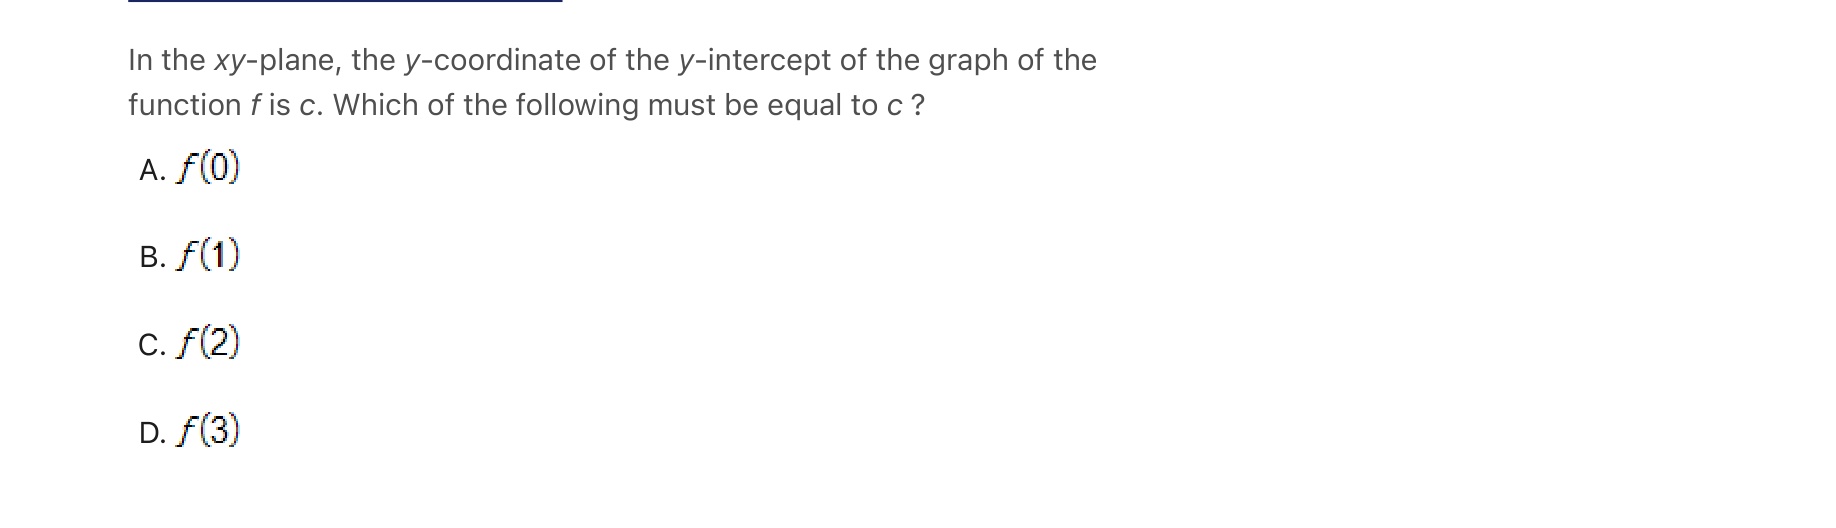 In the xy-plane, the y-coordinate of the y-intercept of the graph of the
function f is c. Which of the following must be equal to c ?
A. f(0)
B. f(1)
C. f(2)
D. f(3)